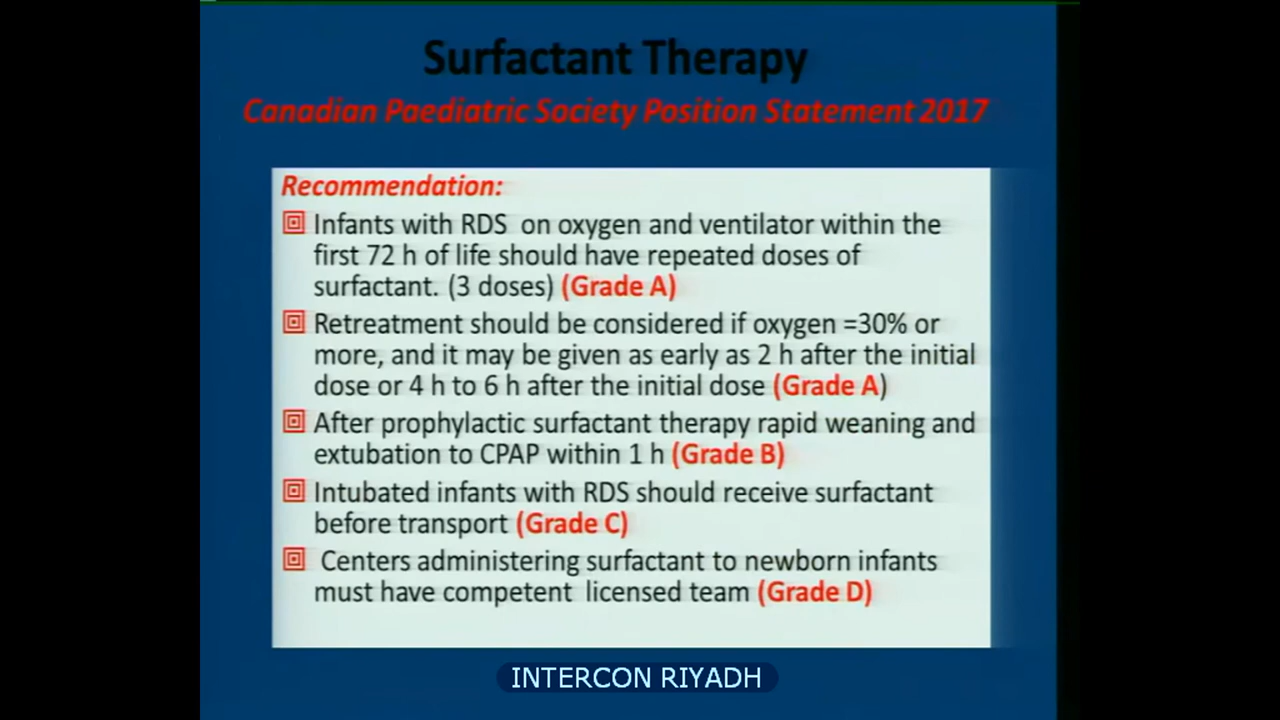 Surfactant Therapy
Canadian Paediatric Society Position Statement 2017
Recommendation:
Infants with RDS on oxygen and ventilator within the
first 72 h of life should have repeated doses of
surfactant. (3 doses) (Grade A)
Retreatment should be considered if oxygen =30% or
more, and it may be given as early as 2 h after the initial
dose or 4 h to 6 h after the initial dose (Grade A)
After prophylactic surfactant therapy rapid weaning and
extubation to CPAP within 1 h (Grade B)
Intubated infants with RDS should receive surfactant
before transport (Grade C)
Centers administering surfactant to newborn infants
must have competent licensed team (Grade D)
INTERCON RIYADH